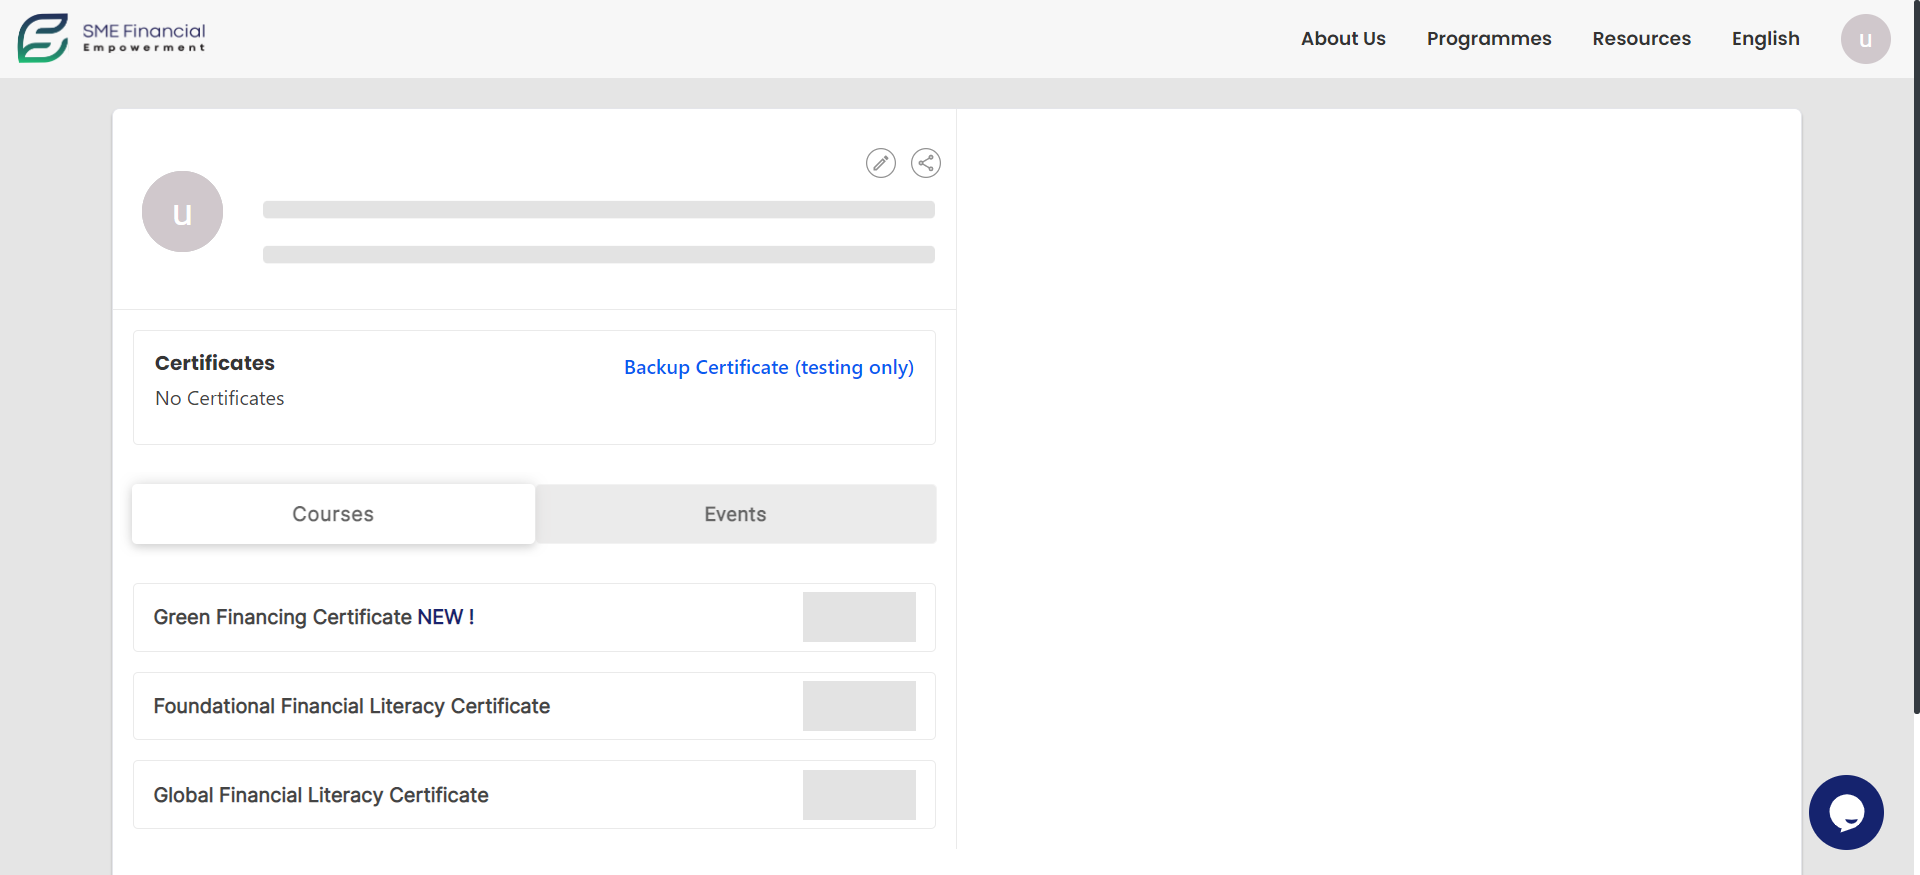 SME Financial
Empowerment
About Us
Programmes
Resources
English
u
u
Certificates
Backup Certificate (testing only)
No Certificates
Courses
Events
Green Financing Certificate NEW !
Foundational Financial Literacy Certificate
Global Financial Literacy Certificate